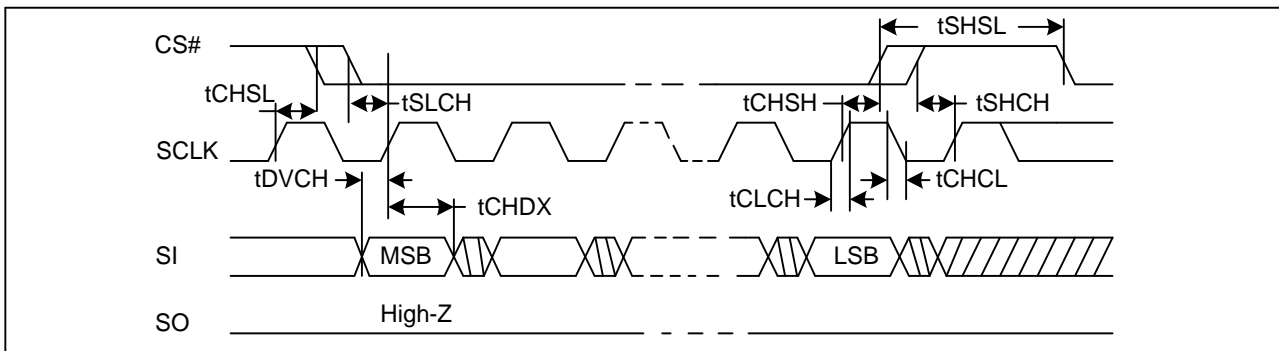 CS#
tSHSL
tCHSL
tSLCH
tCHSH
tSHCH
SCLK
tDVCH
tCHDX
tCLCH
tCHCL
SI
MSB
LSB
SO
High-Z